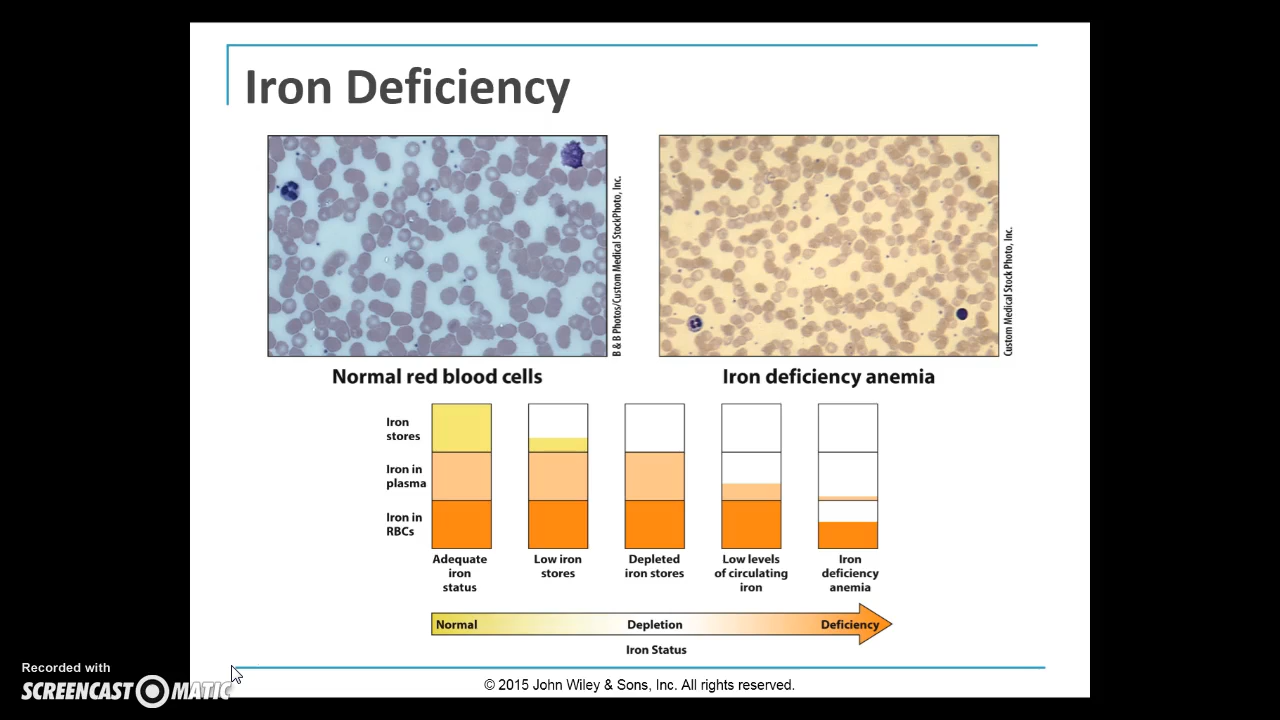 Iron Deficiency
B & B Photos/Custom Medical StockPhoto, Inc.
Custom Medical Stock Photo, Inc.
Normal red blood cells
Iron deficiency anemia
Iron
stores
Iron in
plasma
Iron in
RBCs
Adequate
iron
status
Low iron
stores
Depleted
iron stores
Low levels
of circulating
iron
Iron
deficiency
anemia
Normal
Depletion
Deficiency
Iron Status
© 2015 John Wiley & Sons, Inc. All rights reserved.
Recorded with
SCREENCAST MATIC